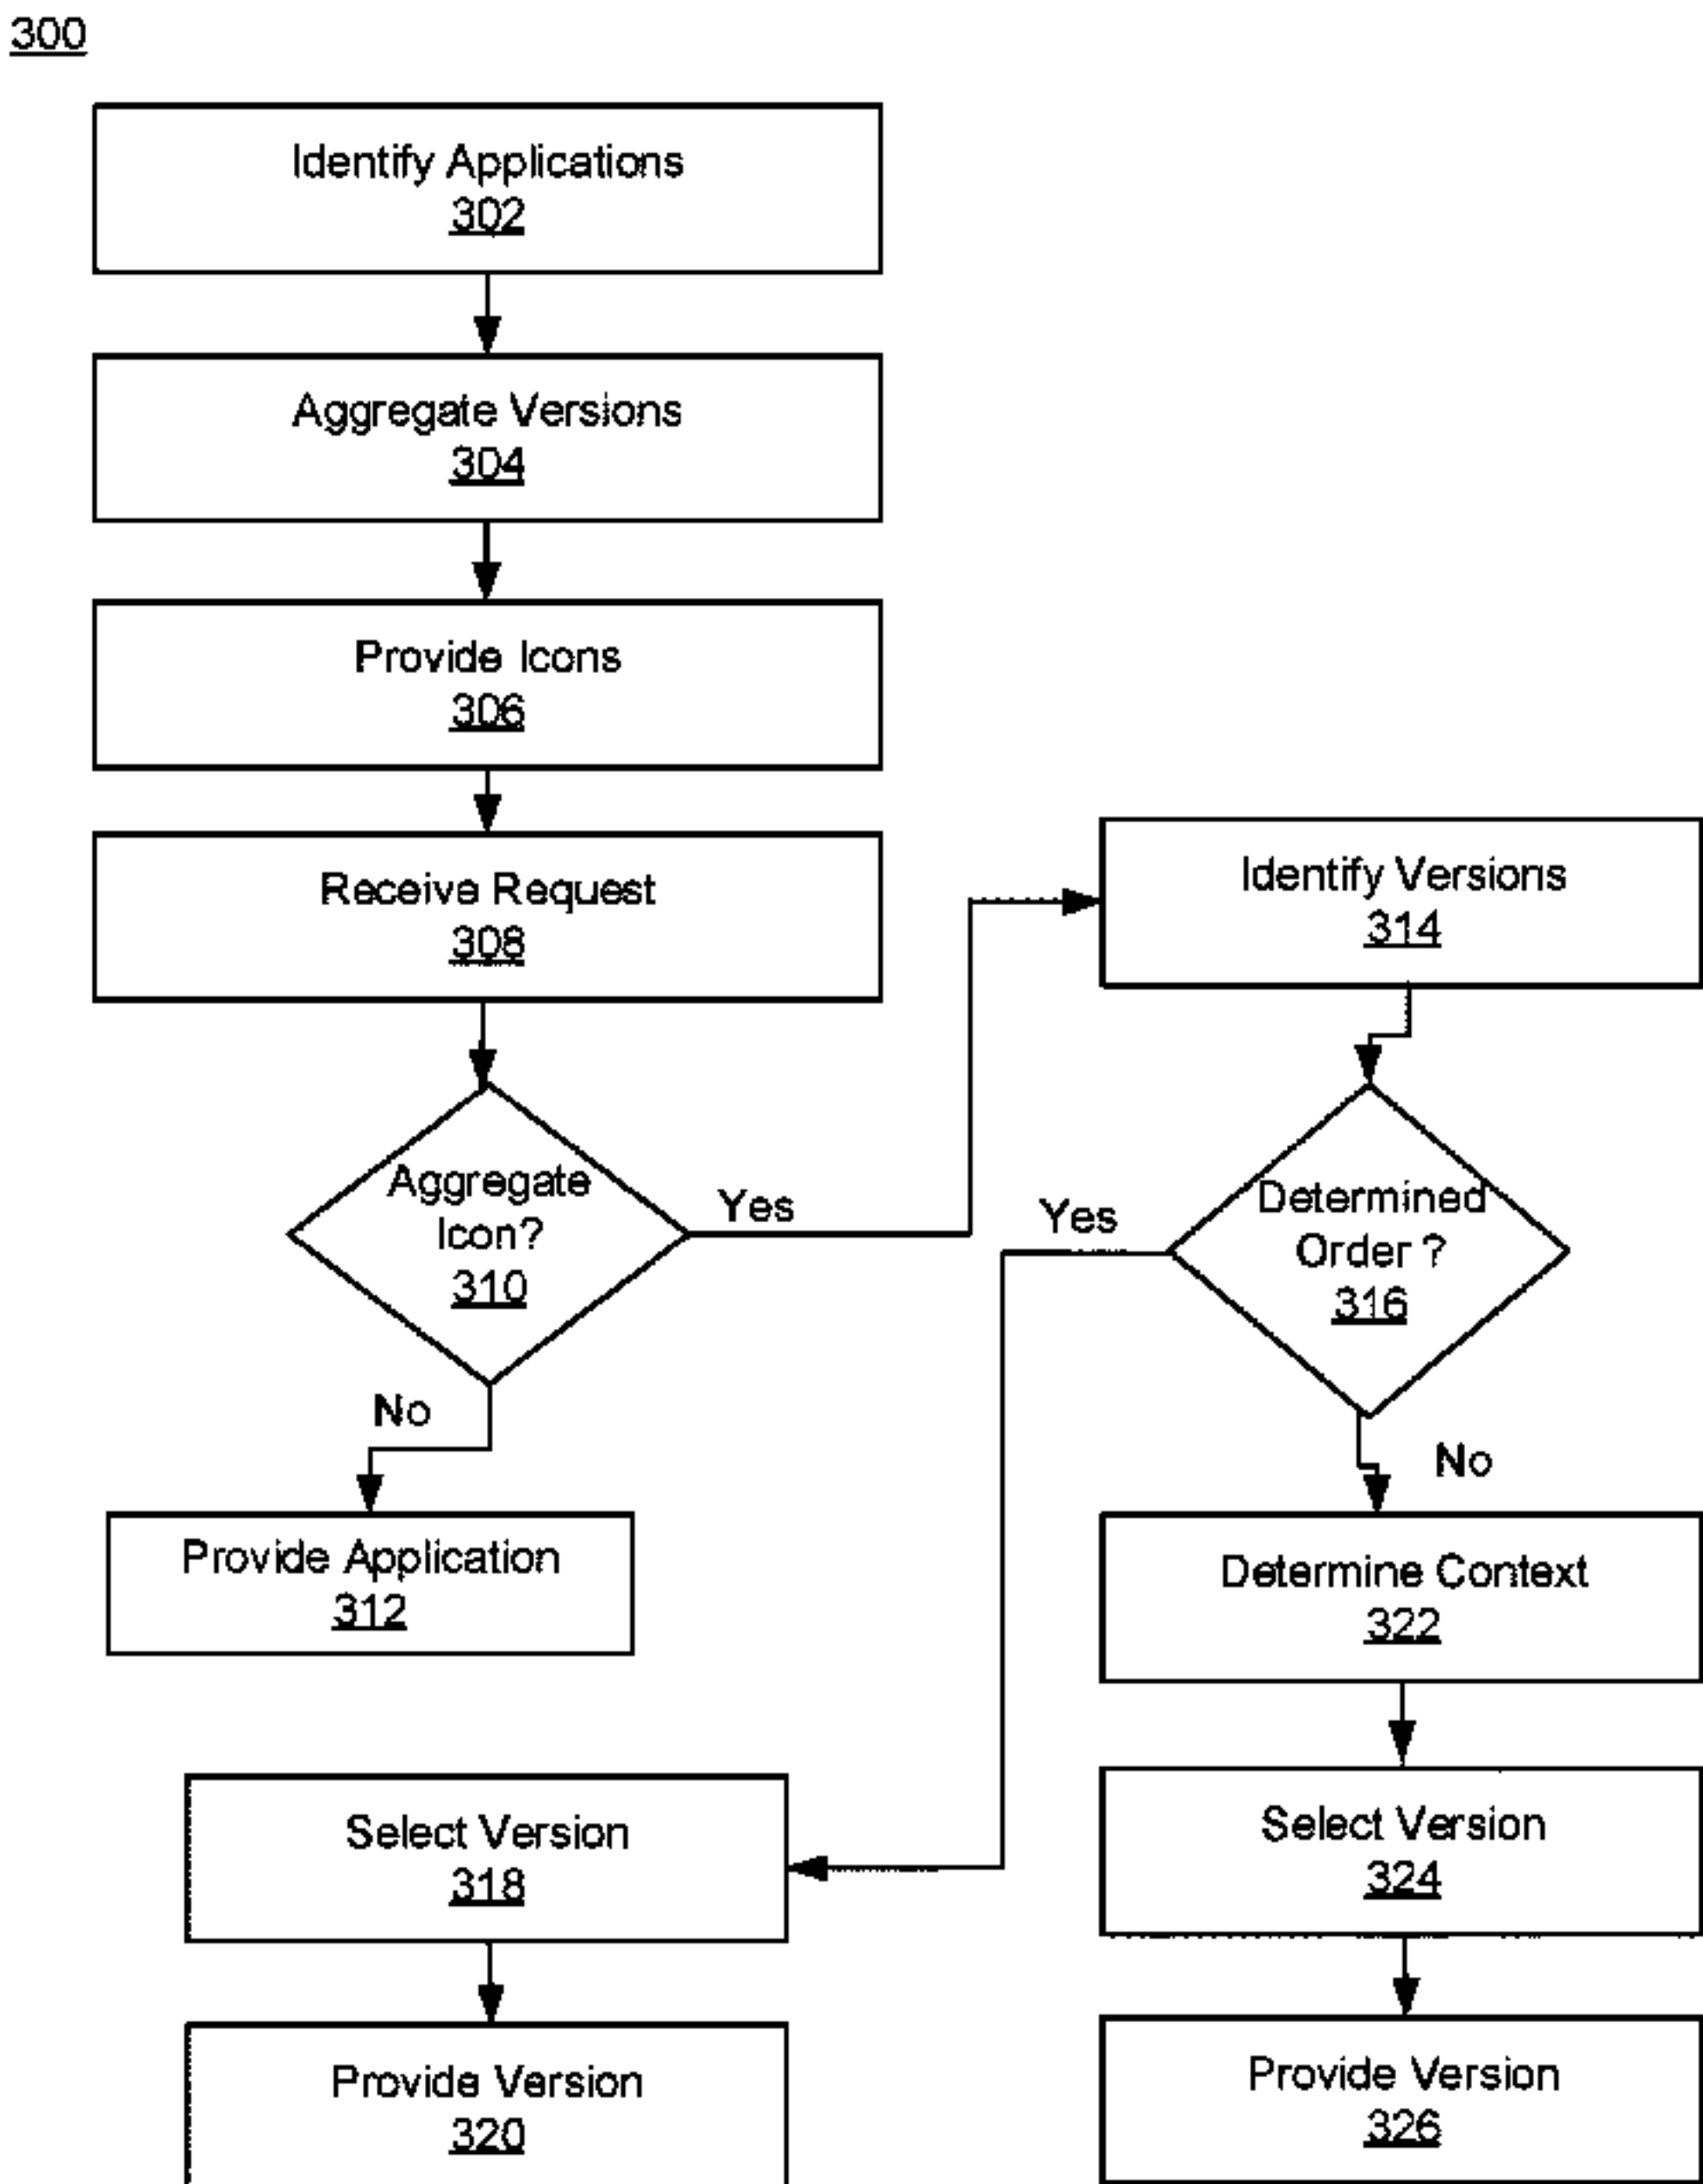 300
Identify Applications
302
Aggregate Versions
304
Provide Icons
306
Receive Request
308
Aggregate
Icon?
310
Yes
No
Provide Application
312
Identify Versions
314
Determined
Order ?
316
Yes
No
Select Version
318
Provide Version
320
Determine Context
322
Select Version
324
Provide Version
326